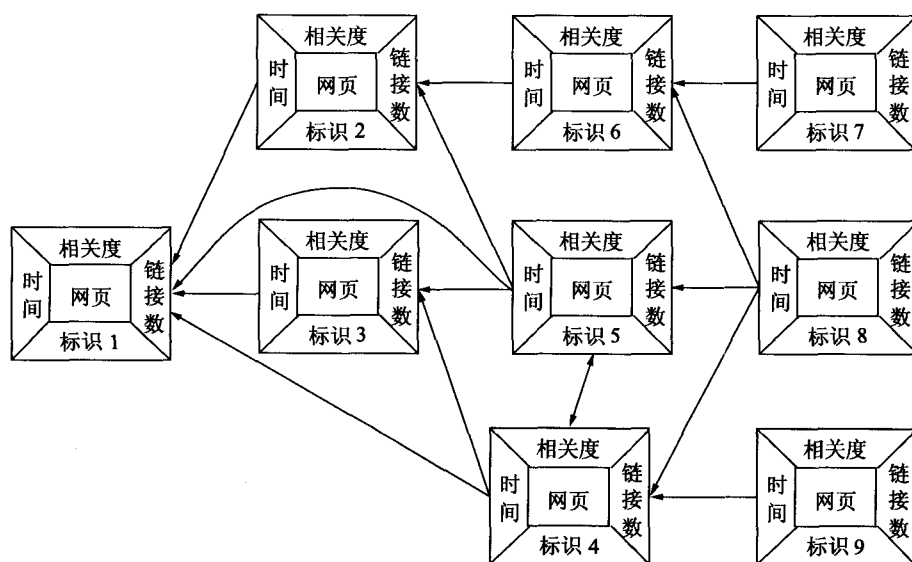 相关度
时间
网页
链接数
标识 2
相关度
时间
网页
链接数
标识 6
相关度
时间
网页
链接数
标识 7
相关度
时间
网页
链接数
标识 1
相关度
时间
网页
链接数
标识 3
相关度
时间
网页
链接数
标识 5
相关度
时间
网页
链接数
标识 8
相关度
时间
网页
链接数
标识 4
相关度
时间
网页
链接数
标识 9